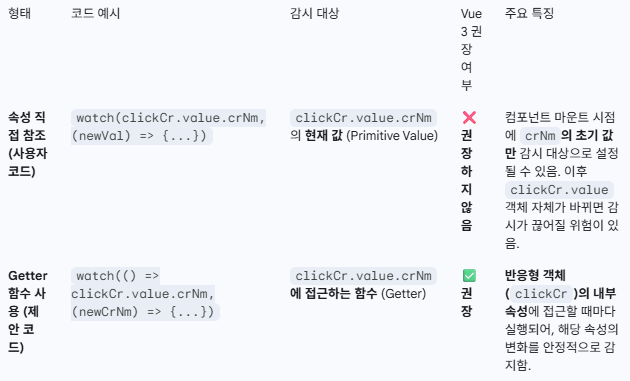 형태 코드 예시 감시 대상 Vue
3 권
장
여
부 주요 특징
속성 직
접 참조
(사용자
코드)
watch(clickCr.value.crNm,
(newVal) => {...})
clickCr.value.crNm
의 현재 값 (Primitive Value)
❌
권
장
하
지
않
음
컴포넌트 마운트 시점
에 crNm 의 초기 값
만 감시 대상으로 설정
될 수 있음. 이후
clickCr.value
객체 자체가 바뀌면 감
시가 끊어질 위험이 있
음.
Getter
함수 사
용 (제
안 코
드)
watch(() =>
clickCr.value.crNm,
(newCrNm) => {...})
clickCr.value.crNm
에 접근하는 함수 (Getter)
✅
권
장
반응형 객체
( clickCr )의 내부
속성에 접근할 때마다
실행되어, 해당 속성의
변화를 안정적으로 감
지함.